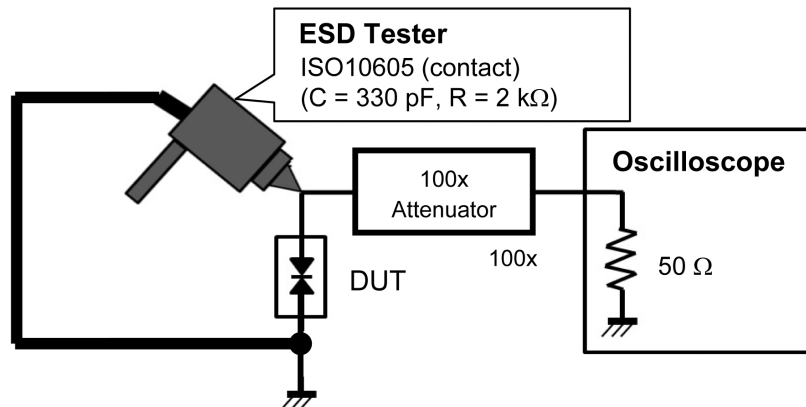 ESD Tester
ISO10605 (contact)
(C = 330 pF, R = 2 kΩ)
Oscilloscope
100x
Attenuator
100x
50 Ω
DUT